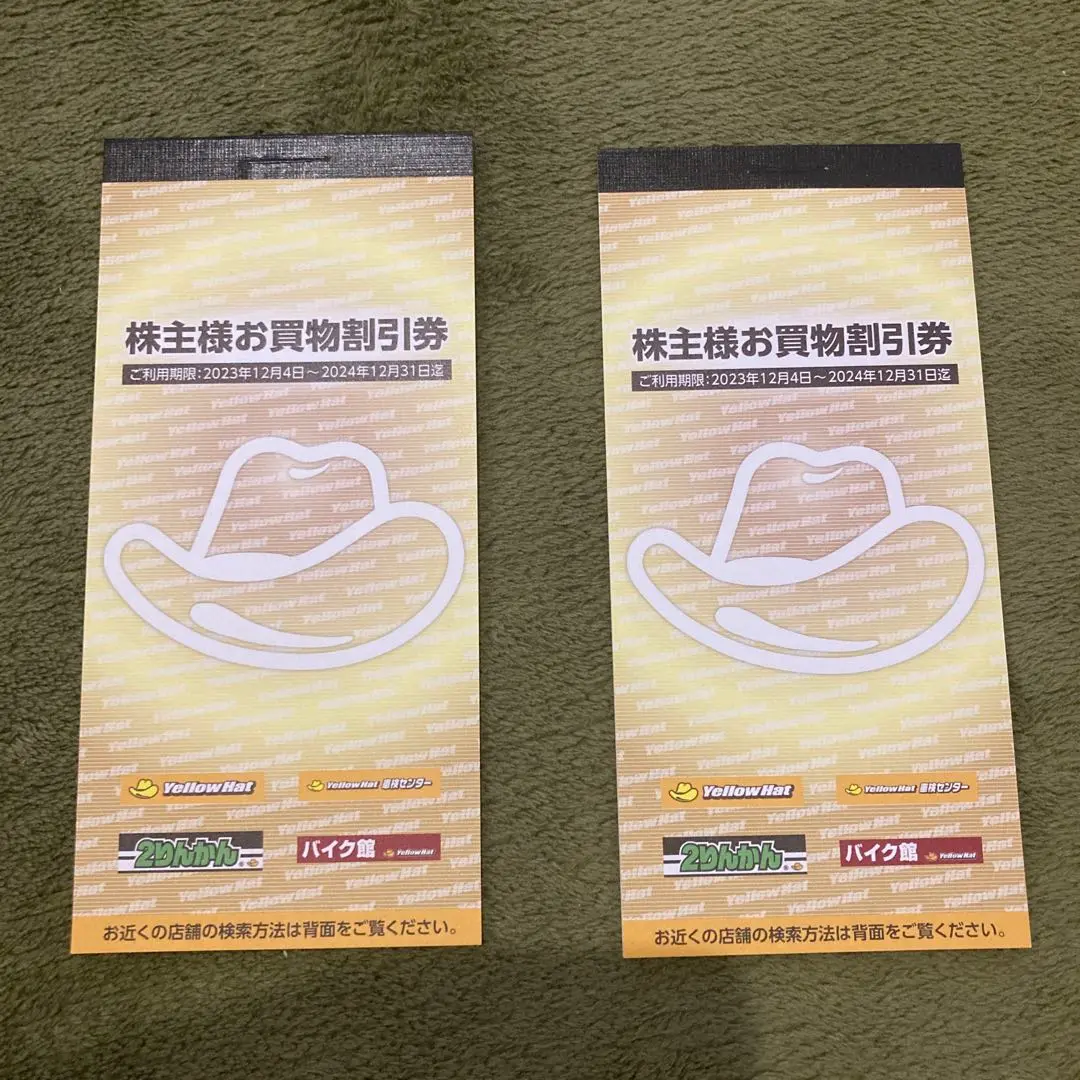 株主様お買物割引券
ご利用期限:2023年12月4日～2024年12月31日迄
YellowHat
YellowHat 車検センター
2りんかん
バイク館 YellowHat
お近くの店舗の検索方法は背面をご覧ください。
株主様お買物割引券
ご利用期限:2023年12月4日～2024年12月31日迄
YellowHat
YellowHat 車検センター
2りんかん
バイク館 YellowHat
お近くの店舗の検索方法は背面をご覧ください。